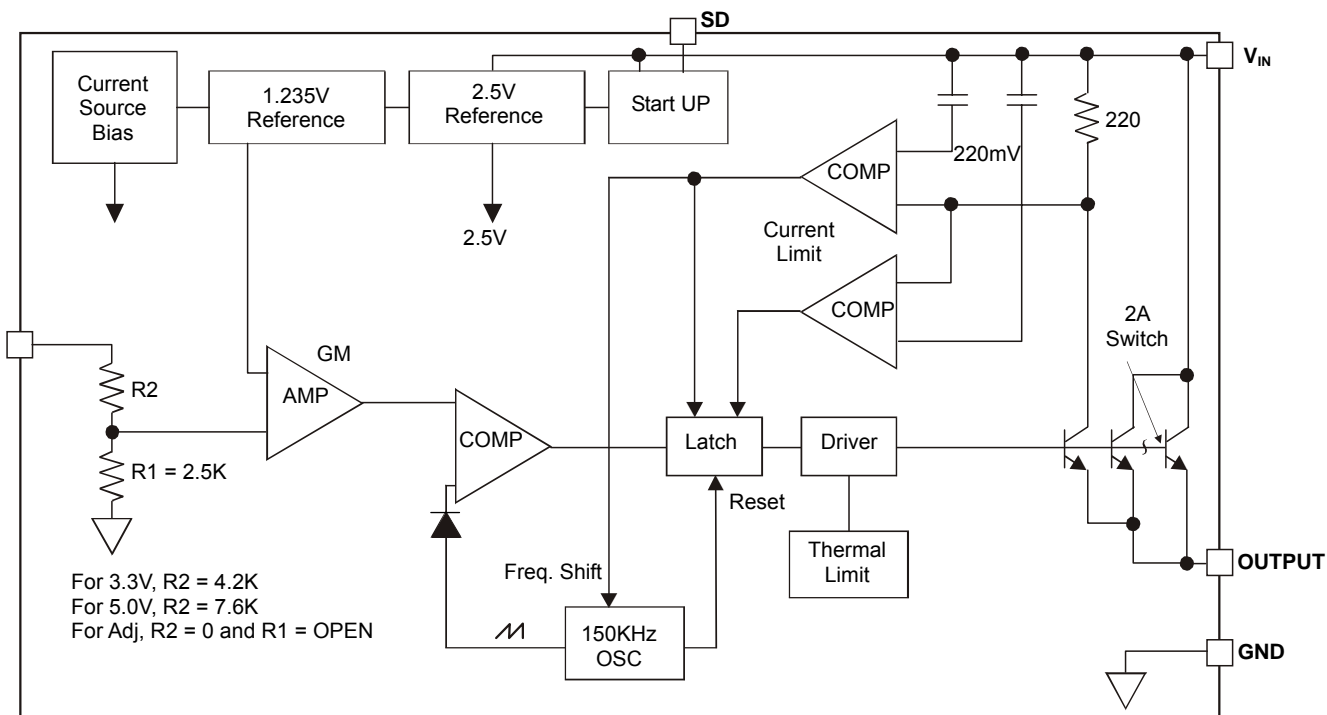 SD
V_IN
Current
Source
Bias
1.235V
Reference
2.5V
Reference
Start UP
220
220mV
COMP
2.5V
Current
Limit
COMP
2A
Switch
GM
R2
AMP
COMP
Latch
Driver
R1 = 2.5K
Reset
Thermal
Limit
For 3.3V, R2 = 4.2K
For 5.0V, R2 = 7.6K
For Adj, R2 = 0 and R1 = OPEN
Freq. Shift
OUTPUT
150KHz
OSC
GND